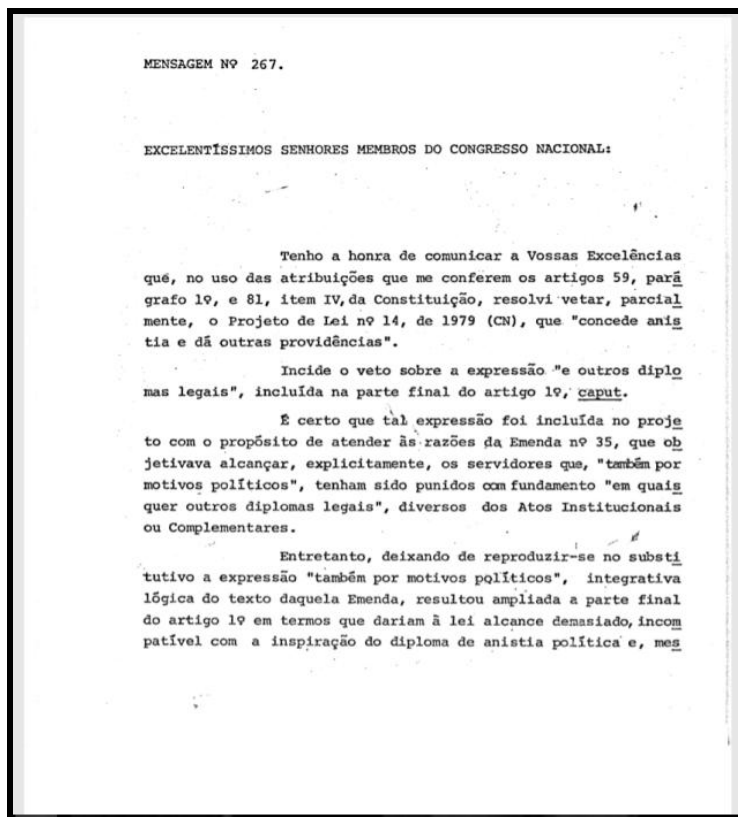 MENSAGEM Nº 267.
EXCELENTÍSSIMOS SENHORES MEMBROS DO CONGRESSO NACIONAL:
Tenho a honra de comunicar a Vossas Excelências
que, no uso das atribuições que me conferem os artigos 59, pará
grafo 1º, e 81, item IV, da Constituição, resolvi vetar, parcial
mente, o Projeto de Lei nº 14, de 1979 (CN), que "concede anis
tia e dá outras providências".
Incide o veto sobre a expressão "e outros diplo
mas legais", incluída na parte final do artigo 1º, caput.
É certo que tal expressão foi incluída no proje
to com o propósito de atender às razões da Emenda nº 35, que ob
jetivava alcançar, explicitamente, os servidores que, "também por
motivos políticos", tenham sido punidos com fundamento "em quais
quer outros diplomas legais", diversos dos Atos Institucionais
ou Complementares.
Entretanto, deixando de reproduzir-se no substi
tutivo a expressão "também por motivos políticos", integrativa
lógica do texto daquela Emenda, resultou ampliada a parte final
do artigo 1º em termos que dariam à lei alcance demasiado, incom
patível com a inspiração do diploma de anistia política e, mes